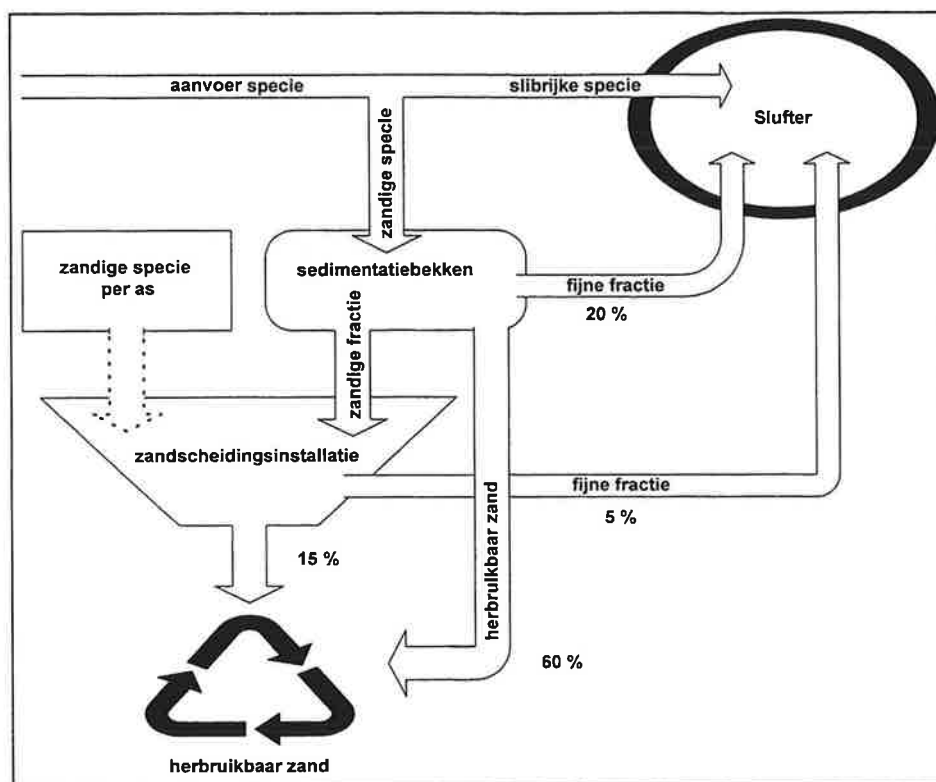 aanvoer specie
slibrijke specie
Slufter
zandige specie
zandige specie
per as
sedimentatiebekken
fijne fractie
20 %
zandige fractie
zandscheidingsinstallatie
fijne fractie
5 %
herbruikbaar zand
15 %
60 %
herbruikbaar zand